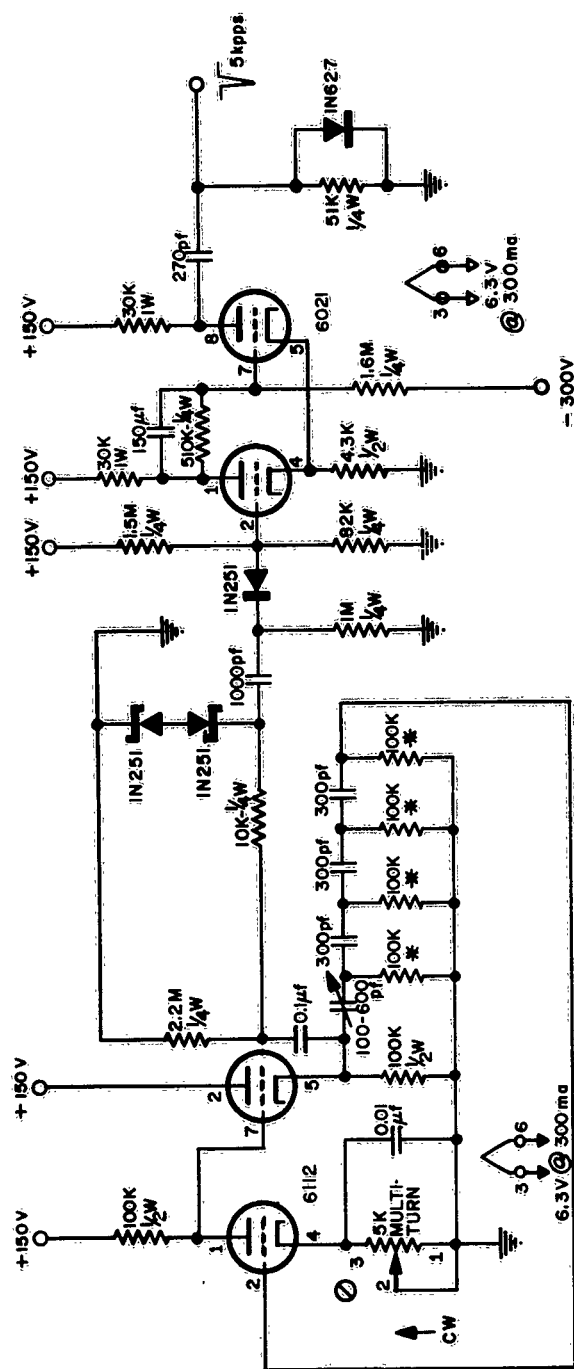 +150V
100K
½W
2
1
4
6112
3
5K
MULTI-
TURN
2
1
CW
0.01
µf
+150V
2
7
5
2.2M
¼W
0.1µf
100-600
pf
100K
½W
3
6
6.3V @ 300ma
300pf
300pf
300pf
100K
*
100K
*
100K
*
100K
*
10K-¼W
1N251
1N251
1000pf
1N251
1M
¼W
+150V
1.5M
¼W
82K
¼W
+150V
30K
1W
150µf
510K-¼W
2
1
4
4.3K
½W
+150V
30K
1W
8
7
5
6021
1.6M
¼W
-300V
270pf
5kpps
51K
¼W
1N627
3
6
6.3V
@ 300ma